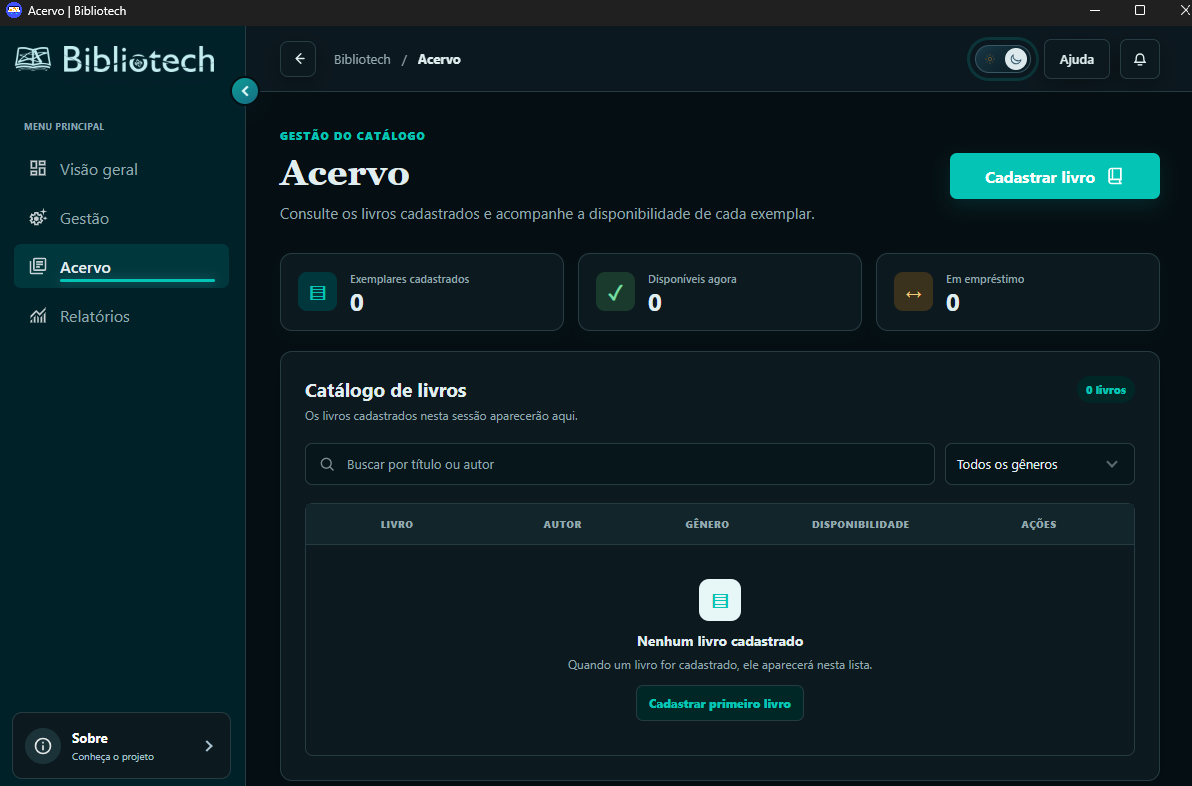 Acervo | Bibliotech
Bibliotech
Bibliotech / Acervo
Ajuda
MENU PRINCIPAL
Visão geral
Gestão
Acervo
Relatórios
GESTÃO DO CATÁLOGO
Acervo
Consulte os livros cadastrados e acompanhe a disponibilidade de cada exemplar.
Cadastrar livro
Exemplares cadastrados
0
Disponíveis agora
0
Em empréstimo
0
Catálogo de livros
0 livros
Os livros cadastrados nesta sessão aparecerão aqui.
Buscar por título ou autor
Todos os gêneros
LIVRO AUTOR GÊNERO DISPONIBILIDADE AÇÕES
Nenhum livro cadastrado
Quando um livro for cadastrado, ele aparecerá nesta lista.
Cadastrar primeiro livro
Sobre
Conheça o projeto